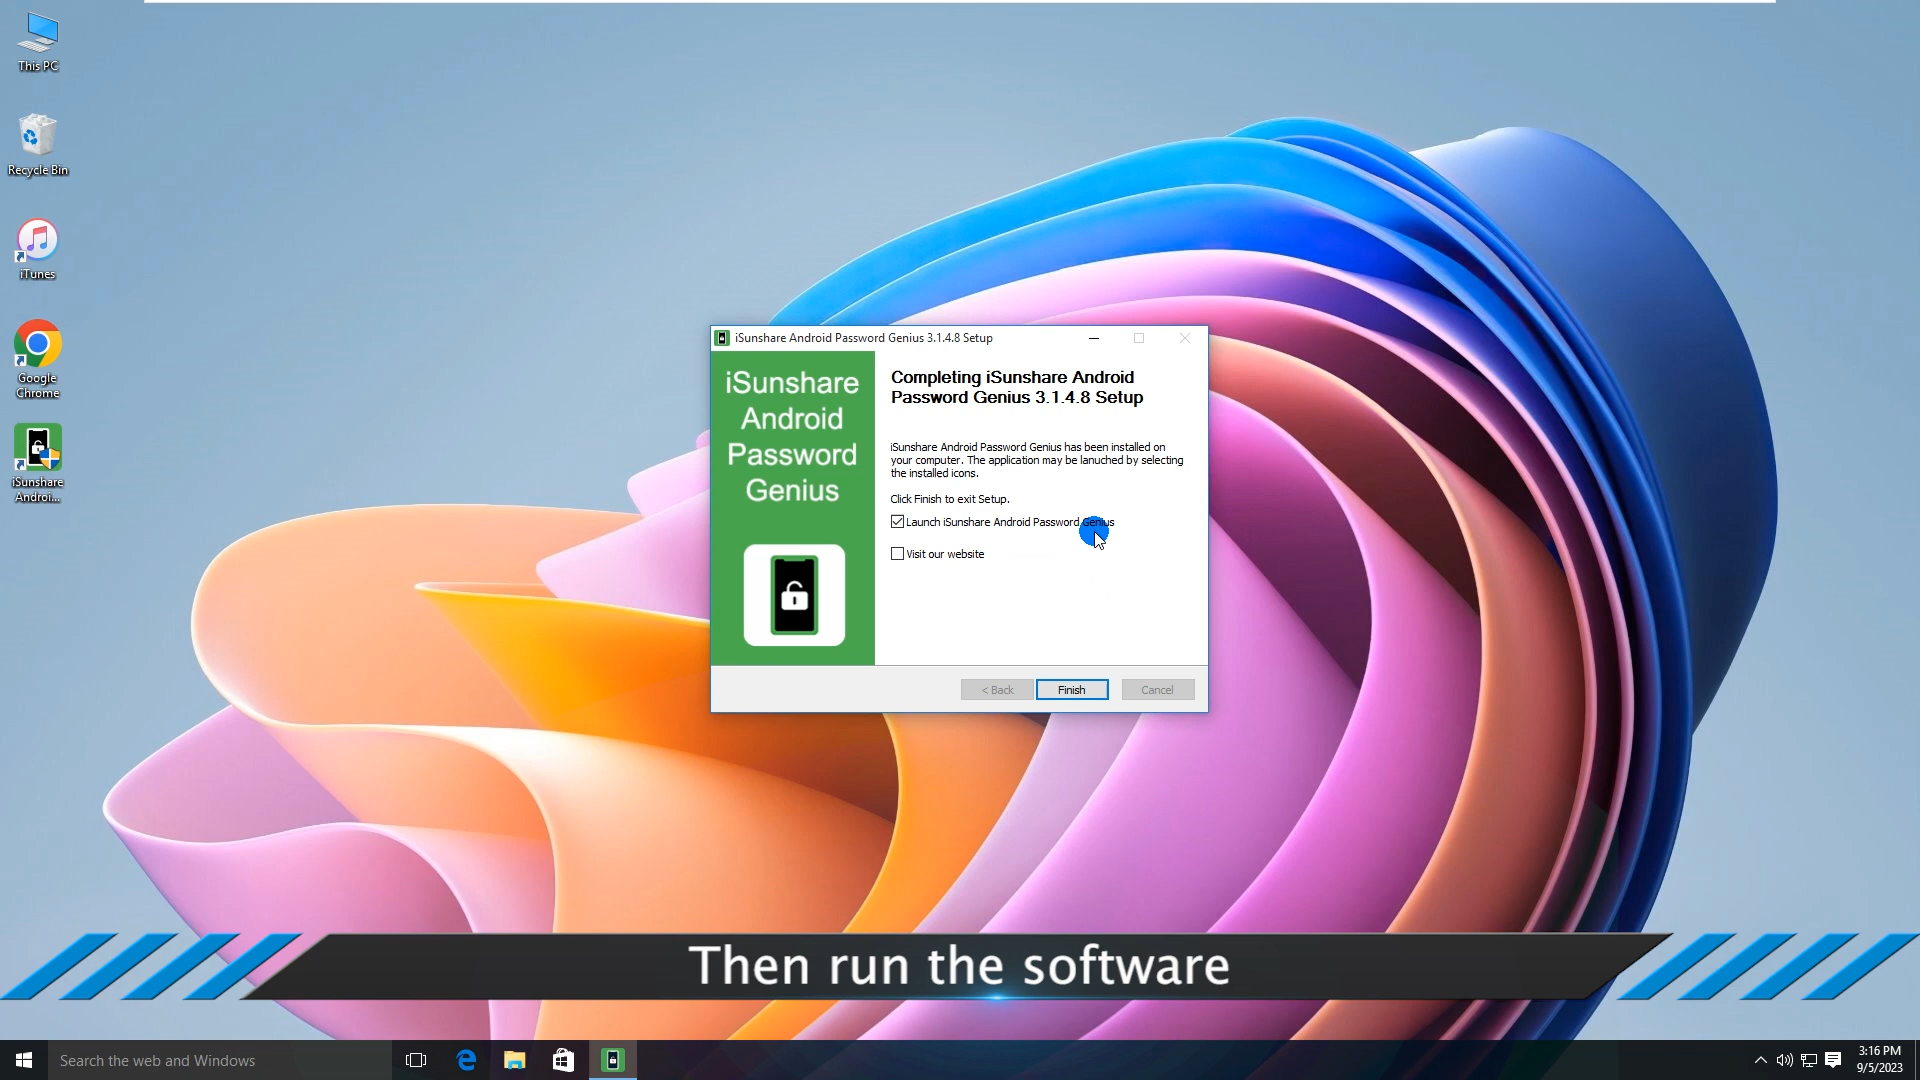 This PC
Recycle Bin
iTunes
Google
Chrome
iSunshare
Androi...
iSunshare Android Password Genius 3.1.4.8 Setup
iSunshare
Android
Password
Genius
Completing iSunshare Android
Password Genius 3.1.4.8 Setup
iSunshare Android Password Genius has been installed on
your computer. The application may be lanuched by selecting
the installed icons.
Click Finish to exit Setup.
Launch iSunshare Android Password Genius
Visit our website
< Back
Finish
Cancel
Then run the software
Search the web and Windows
3:16 PM
9/5/2023